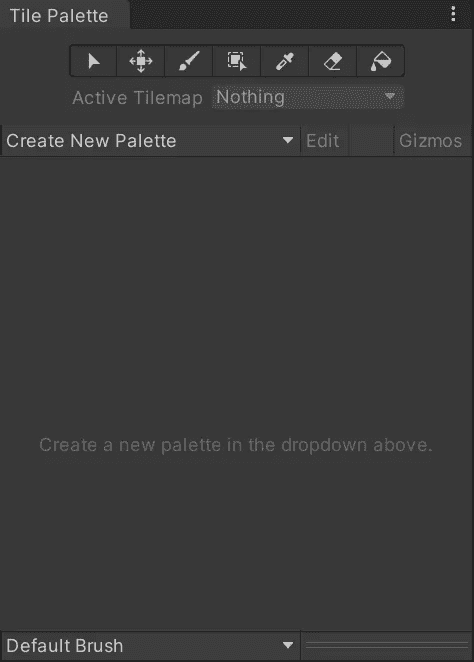 Tile Palette
Active Tilemap Nothing
Create New Palette Edit Gizmos
Create a new palette in the dropdown above.
Default Brush